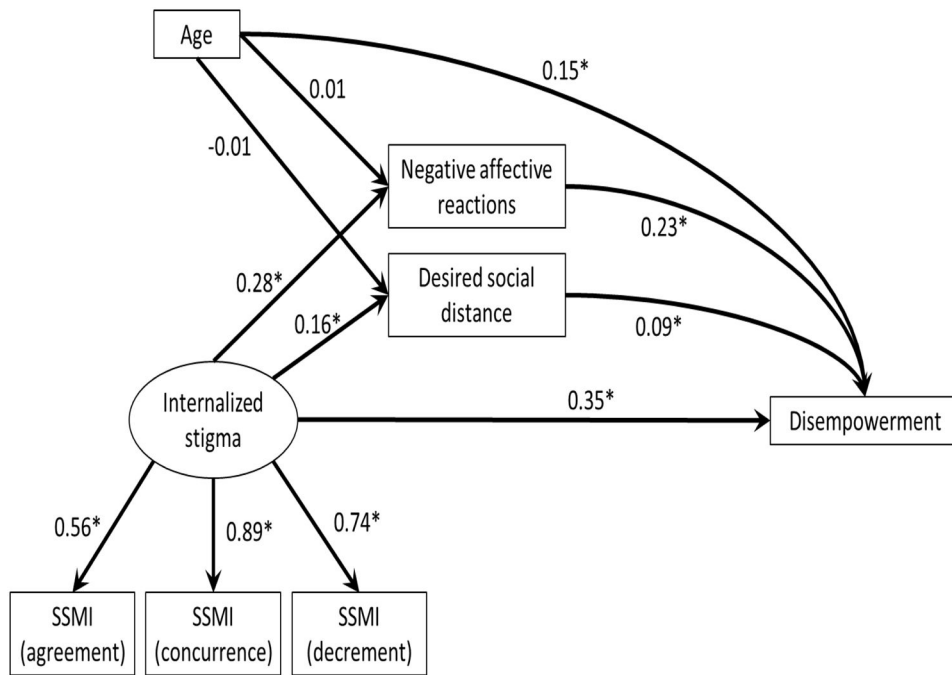 Age
0.15*
0.01
-0.01
Negative affective
reactions
0.23*
0.28*
Desired social
distance
0.16*
0.09*
Internalized
stigma
0.35*
Disempowerment
0.56*
0.89*
0.74*
SSMI
(agreement)
SSMI
(concurrence)
SSMI
(decrement)